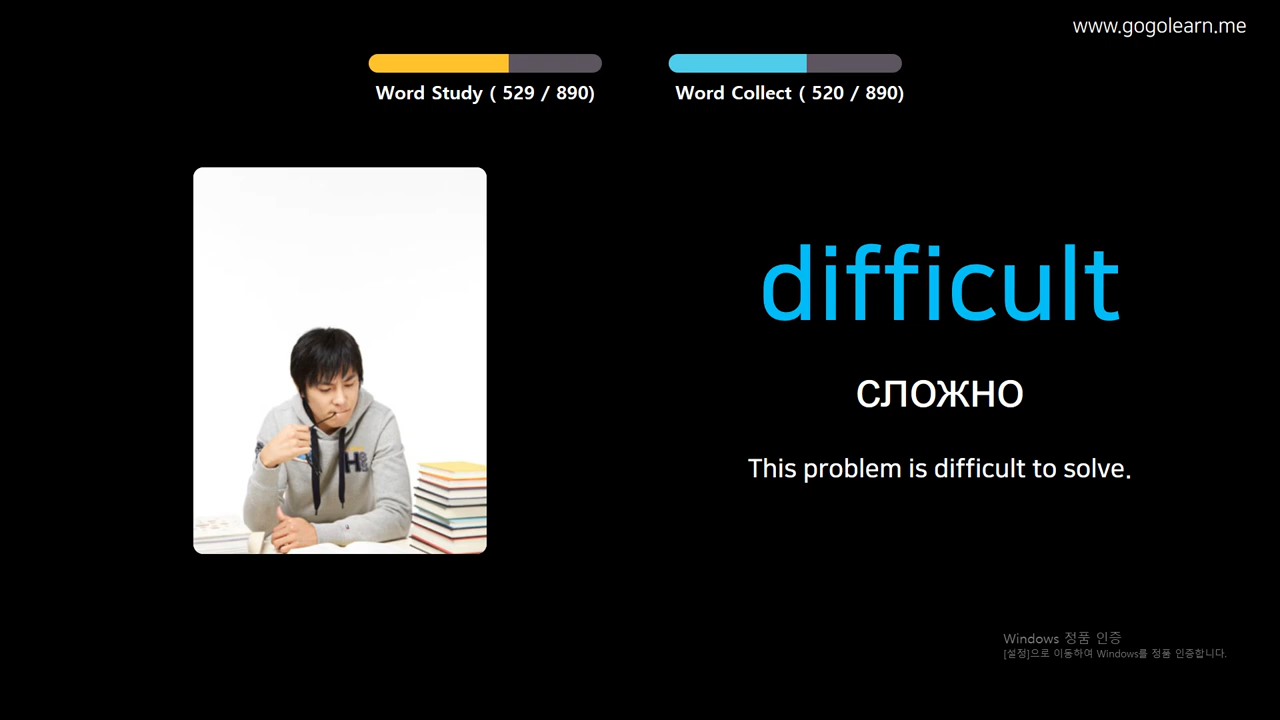 www.gogolearn.me
Word Study ( 529 / 890)
Word Collect ( 520 / 890)
difficult
сложно
This problem is difficult to solve.
H
Windows 정품 인증
[설정]으로 이동하여 Windows를 정품 인증합니다.